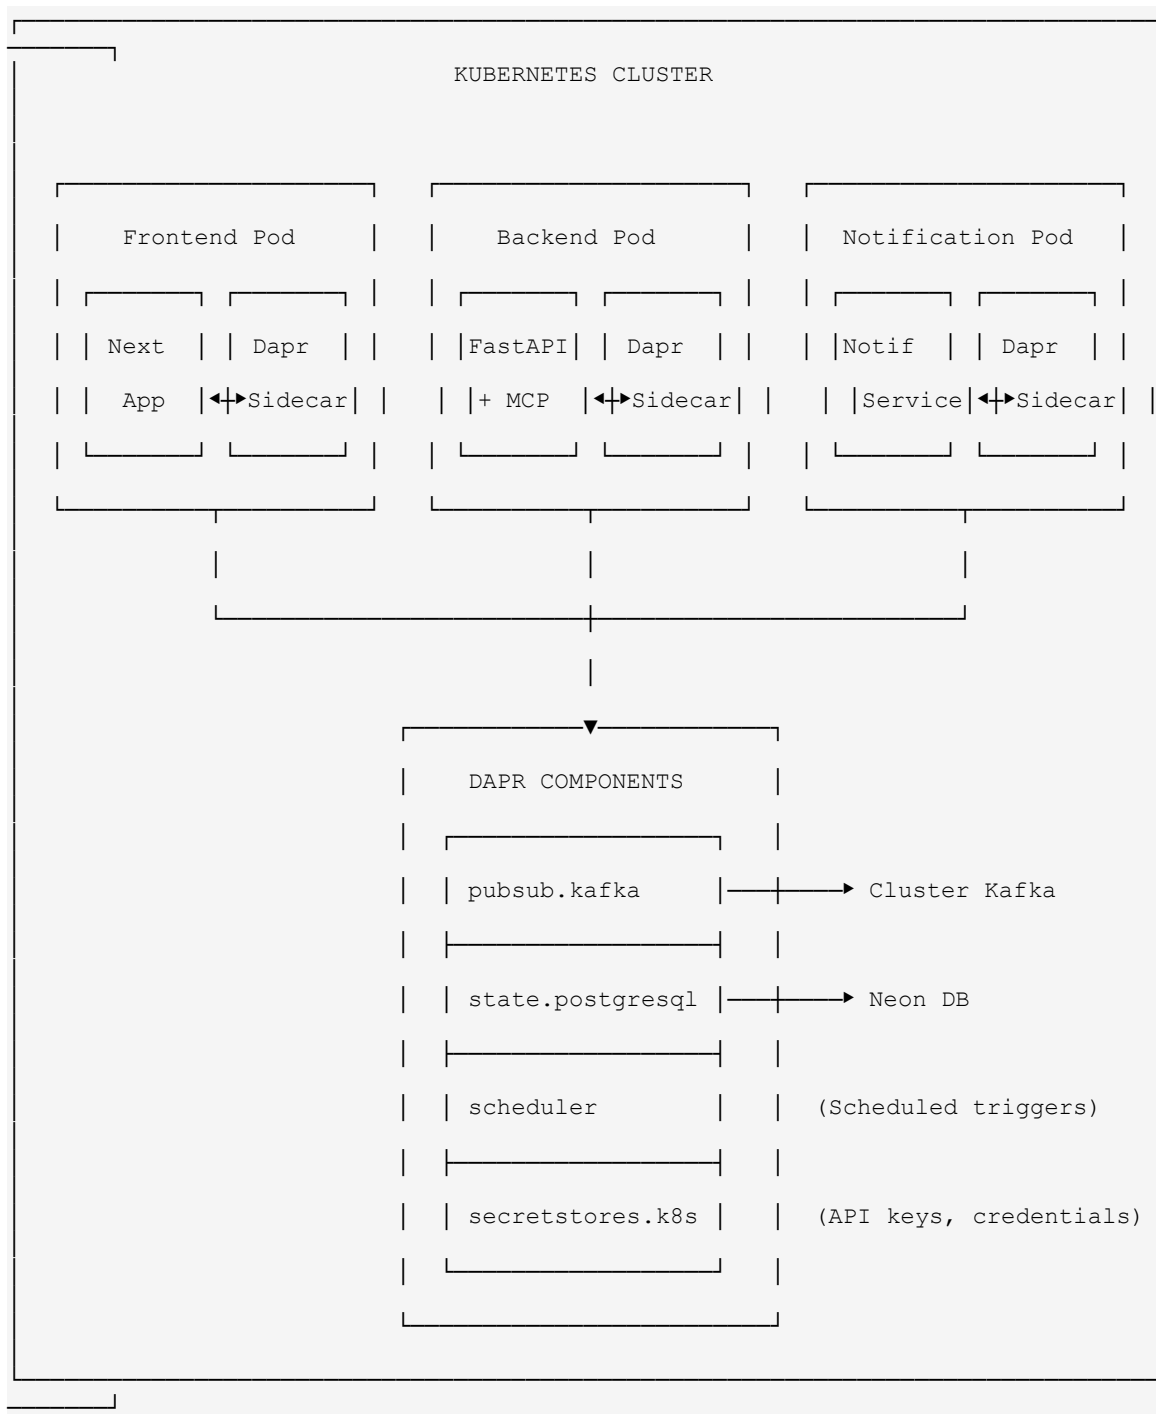 KUBERNETES CLUSTER
Frontend Pod Backend Pod Notification Pod
Next Dapr FastAPI Dapr Notif Dapr
App Sidecar + MCP Sidecar Service Sidecar
DAPR COMPONENTS
pubsub.kafka Cluster Kafka
state.postgresql Neon DB
scheduler (Scheduled triggers)
secretstores.k8s (API keys, credentials)